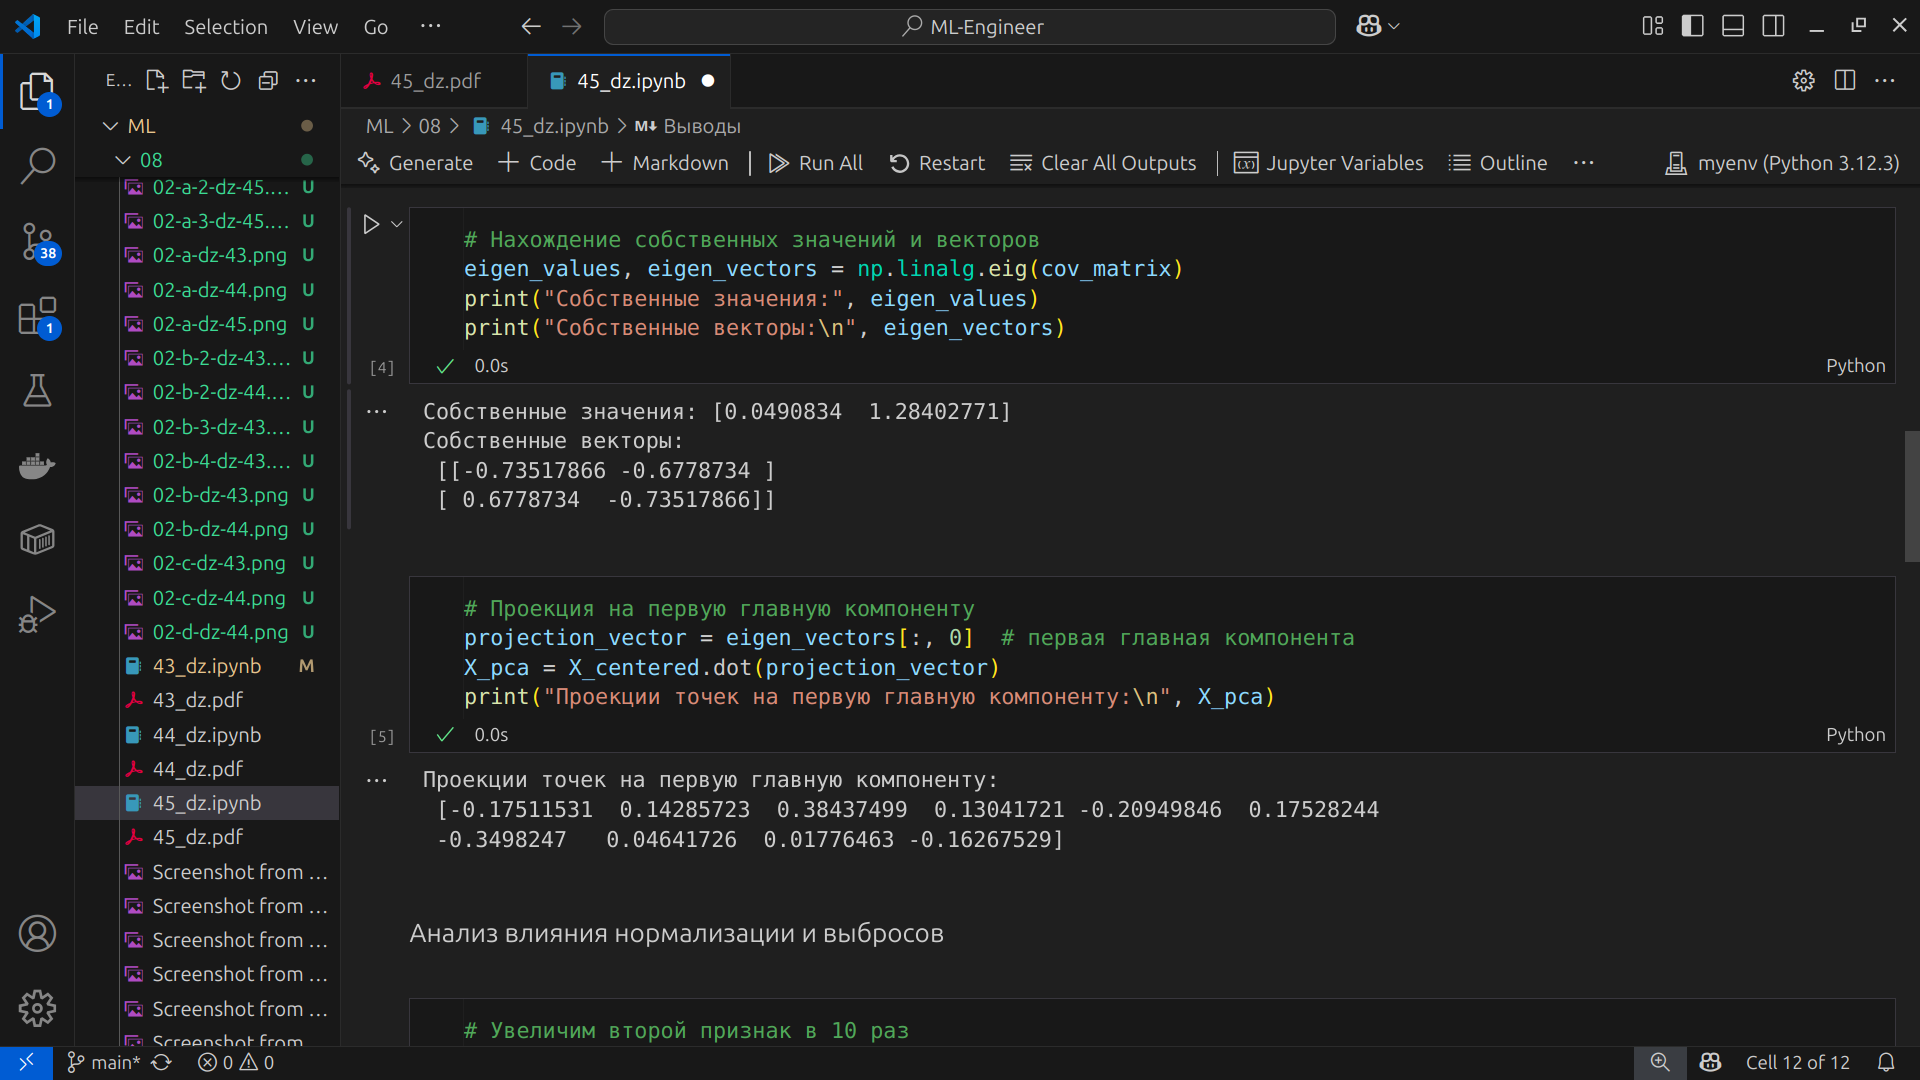 File Edit Selection View Go ···
ML-Engineer
E... ···
45_dz.pdf
45_dz.ipynb
ML > 08 > 45_dz.ipynb > M↓ Выводы
Generate + Code + Markdown | Run All Restart Clear All Outputs | Jupyter Variables Outline ··· myenv (Python 3.12.3)
1
38
1
ML
08
02-a-2-dz-45.... U
02-a-3-dz-45.... U
02-a-dz-43.png U
02-a-dz-44.png U
02-a-dz-45.png U
02-b-2-dz-43.... U
02-b-2-dz-44.... U
02-b-3-dz-43.... U
02-b-4-dz-43.... U
02-b-dz-43.png U
02-b-dz-44.png U
02-c-dz-43.png U
02-c-dz-44.png U
02-d-dz-44.png U
43_dz.ipynb M
43_dz.pdf
44_dz.ipynb
44_dz.pdf
45_dz.ipynb
45_dz.pdf
Screenshot from ...
Screenshot from ...
Screenshot from ...
Screenshot from ...
Screenshot from ...
Screenshot from
# Нахождение собственных значений и векторов
eigen_values, eigen_vectors = np.linalg.eig(cov_matrix)
print("Собственные значения:", eigen_values)
print("Собственные векторы:\n", eigen_vectors)
[4] 0.0s Python
Собственные значения: [0.0490834  1.28402771]
Собственные векторы:
[[-0.73517866 -0.6778734 ]
[ 0.6778734  -0.73517866]]
# Проекция на первую главную компоненту
projection_vector = eigen_vectors[:, 0]  # первая главная компонента
X_pca = X_centered.dot(projection_vector)
print("Проекции точек на первую главную компоненту:\n", X_pca)
[5] 0.0s Python
Проекции точек на первую главную компоненту:
[-0.17511531  0.14285723  0.38437499  0.13041721 -0.20949846  0.17528244
-0.3498247   0.04641726  0.01776463 -0.16267529]
Анализ влияния нормализации и выбросов
# Увеличим второй признак в 10 раз
main* 0 0 Cell 12 of 12